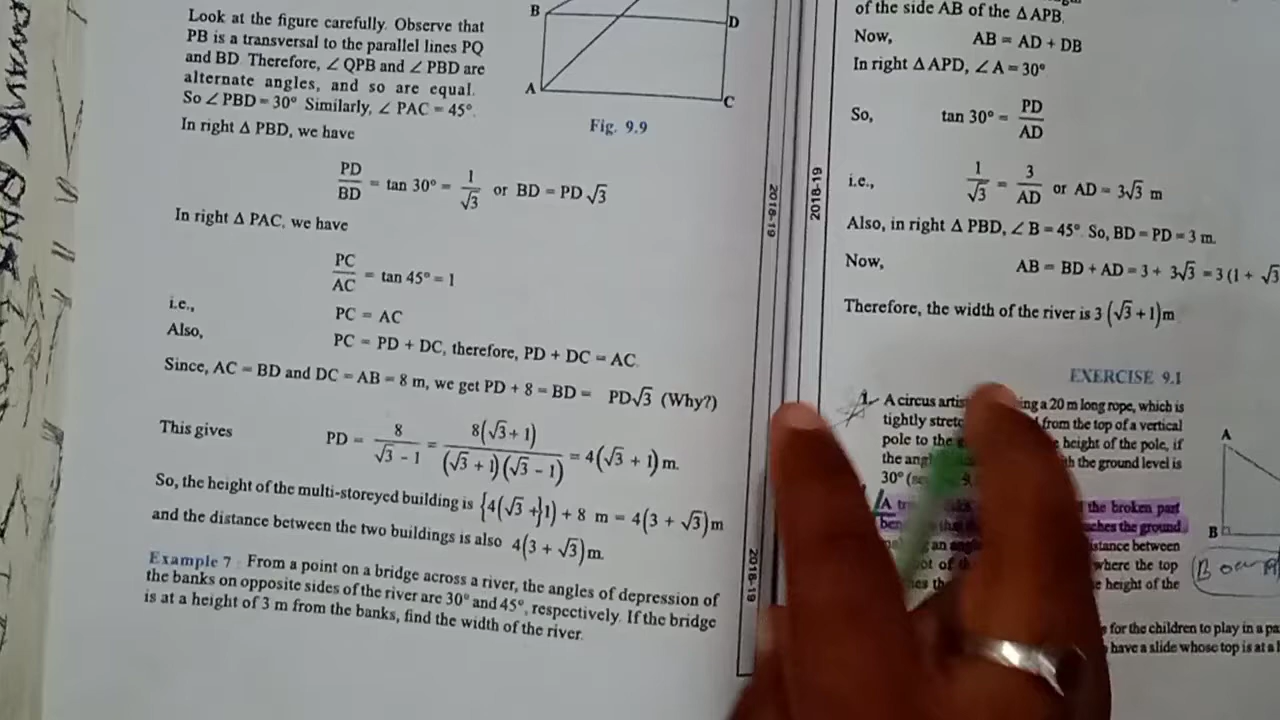 Look at the figure carefully. Observe that
PB is a transversal to the parallel lines PQ
and BD. Therefore, ∠ QPB and ∠ PBD are
alternate angles, and so are equal.
So ∠ PBD = 30° Similarly, ∠ PAC = 45°.
B
D
A
C
Fig. 9.9
In right Δ PBD, we have
PD/BD = tan 30° = 1/√3 or BD = PD√3
In right Δ PAC, we have
PC/AC = tan 45° = 1
i.e., PC = AC
Also, PC = PD + DC, therefore, PD + DC = AC.
Since, AC = BD and DC = AB = 8 m, we get PD + 8 = BD = PD√3 (Why?)
This gives PD = 8/(√3 - 1) = 8(√3 + 1)/((√3 + 1)(√3 - 1)) = 4(√3 + 1)m.
So, the height of the multi-storeyed building is {4(√3 +}1) + 8 m = 4(3 + √3)m
and the distance between the two buildings is also 4(3 + √3)m.
Example 7 : From a point on a bridge across a river, the angles of depression of
the banks on opposite sides of the river are 30° and 45°, respectively. If the bridge
is at a height of 3 m from the banks, find the width of the river.
2018-19
2018-19
2018-19
of the side AB of the Δ APB.
Now, AB = AD + DB
In right Δ APD, ∠ A = 30°
So, tan 30° = PD/AD
i.e., 1/√3 = 3/AD or AD = 3√3 m
Also, in right Δ PBD, ∠ B = 45°. So, BD = PD = 3 m.
Now, AB = BD + AD = 3 + 3√3 = 3 (1 + √3
Therefore, the width of the river is 3 (√3 + 1)m
EXERCISE 9.1
1. A circus artis ing a 20 m long rope, which is
tightly stretc from the top of a vertical
pole to the height of the pole, if
the angl the ground level is
30°
A the broken part
ches the ground
an distance between
of where the top
height of the
for the children to play in a pa
have a slide whose top is at a
A
B